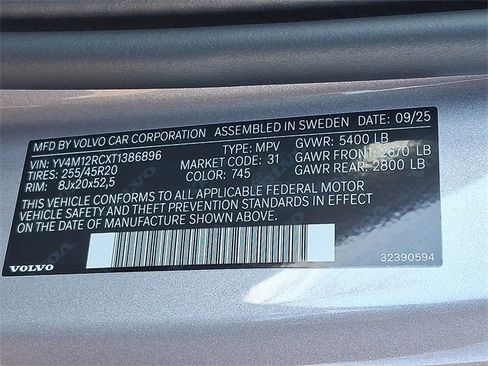 MFD BY VOLVO CAR CORPORATION ASSEMBLED IN SWEDEN DATE: 09/25
VIN: YV4M12RCXT1386896 TYPE: MPV GVWR: 5400 LB
TIRES: 255/45R20 MARKET CODE: 31 GAWR FRONT: 2670 LB
RIM: 8Jx20x52,5 COLOR: 745 GAWR REAR: 2800 LB
THIS VEHICLE CONFORMS TO ALL APPLICABLE FEDERAL MOTOR
VEHICLE SAFETY AND THEFT PREVENTION STANDARDS IN EFFECT
ON THE DATE OF MANUFACTURE SHOWN ABOVE.
VOLVO 32390594